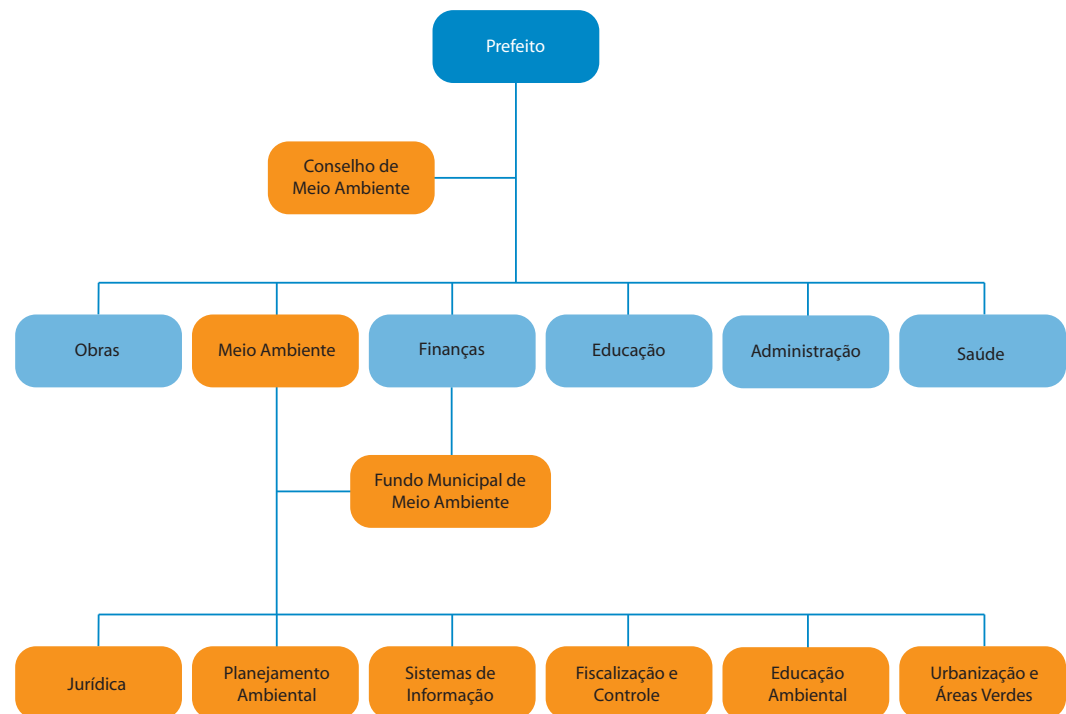 Prefeito
Conselho de
Meio Ambiente
Obras
Meio Ambiente
Finanças
Educação
Administração
Saúde
Fundo Municipal de
Meio Ambiente
Jurídica
Planejamento
Ambiental
Sistemas de
Informação
Fiscalização e
Controle
Educação
Ambiental
Urbanização e
Áreas Verdes